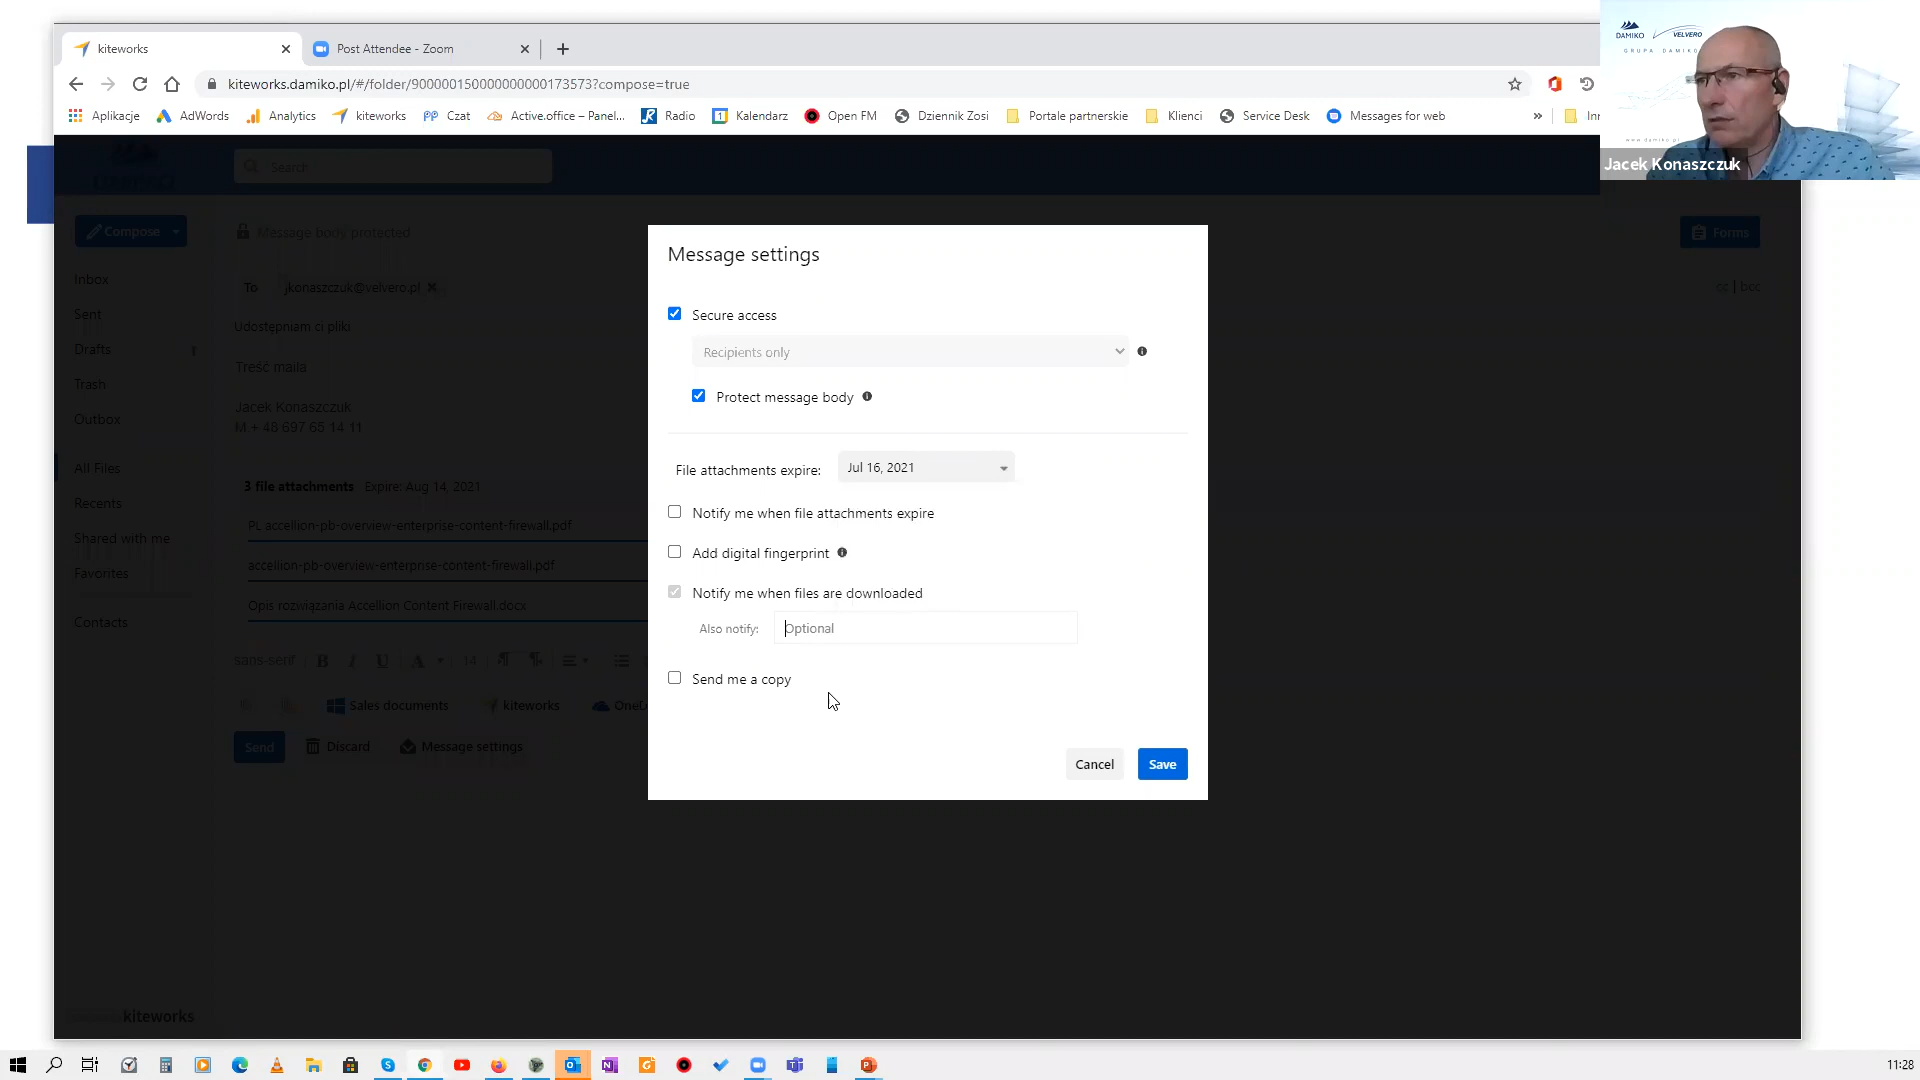 kiteworks
Post Attendee - Zoom
kiteworks.damiko.pl/#/folder/9000001500000000000173573?compose=true
Aplikacje
AdWords
Analytics
kiteworks
Czat
Active.office – Panel...
Radio
Kalendarz
Open FM
Dziennik Zosi
Portale partnerskie
Klienci
Service Desk
Messages for web
»
DAMIKO
VELVERO
GRUPA DAMIKO
Jacek Konaszczuk
Search
Compose
Message body protected
Forms
Inbox
To
jkonaszczuk@velvero.pl
cc | bcc
Sent
Udostępniam ci pliki
Drafts
1
Treść maila
Trash
Jacek Konaszczuk
Outbox
M.+ 48 697 65 14 11
All Files
3 file attachments Expire: Aug 14, 2021
Recents
PL accellion-pb-overview-enterprise-content-firewall.pdf
Shared with me
accellion-pb-overview-enterprise-content-firewall.pdf
Favorites
Opis rozwiązania Accellion Content Firewall.docx
Contacts
sans-serif
B I U A
14
Sales documents
kiteworks
Send
Discard
Message settings
kiteworks
Message settings
Secure access
Recipients only
Protect message body
File attachments expire:
Jul 16, 2021
Notify me when file attachments expire
Add digital fingerprint
Notify me when files are downloaded
Also notify:
Optional
Send me a copy
Cancel
Save
11:28